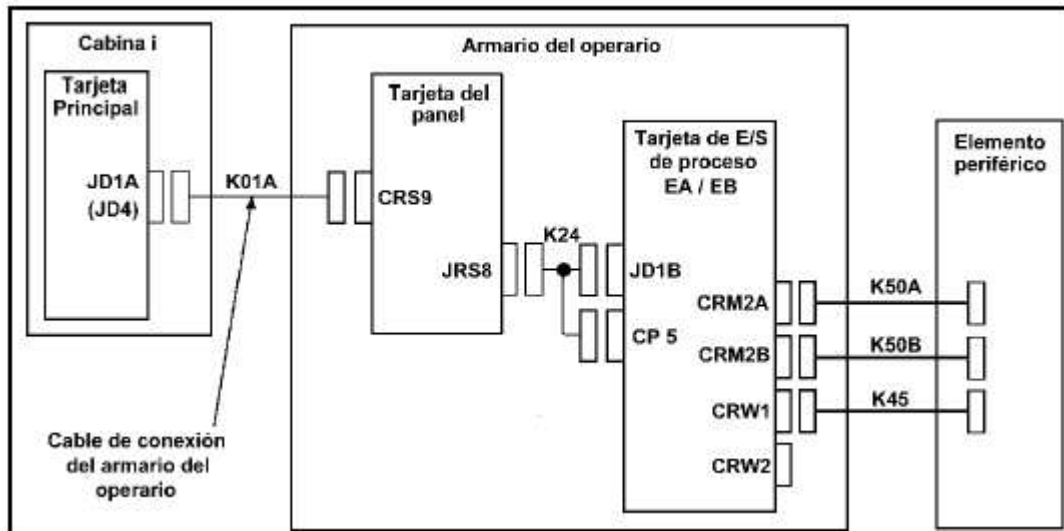 Cabina i
Tarjeta
Principal
JD1A
(JD4)
K01A
Cable de conexión
del armario del
operario
Armario del operario
Tarjeta del
panel
CRS9
JRS8
K24
Tarjeta de E/S
de proceso
EA / EB
JD1B
CP 5
CRM2A
CRM2B
CRW1
CRW2
K50A
K50B
K45
Elemento
periférico